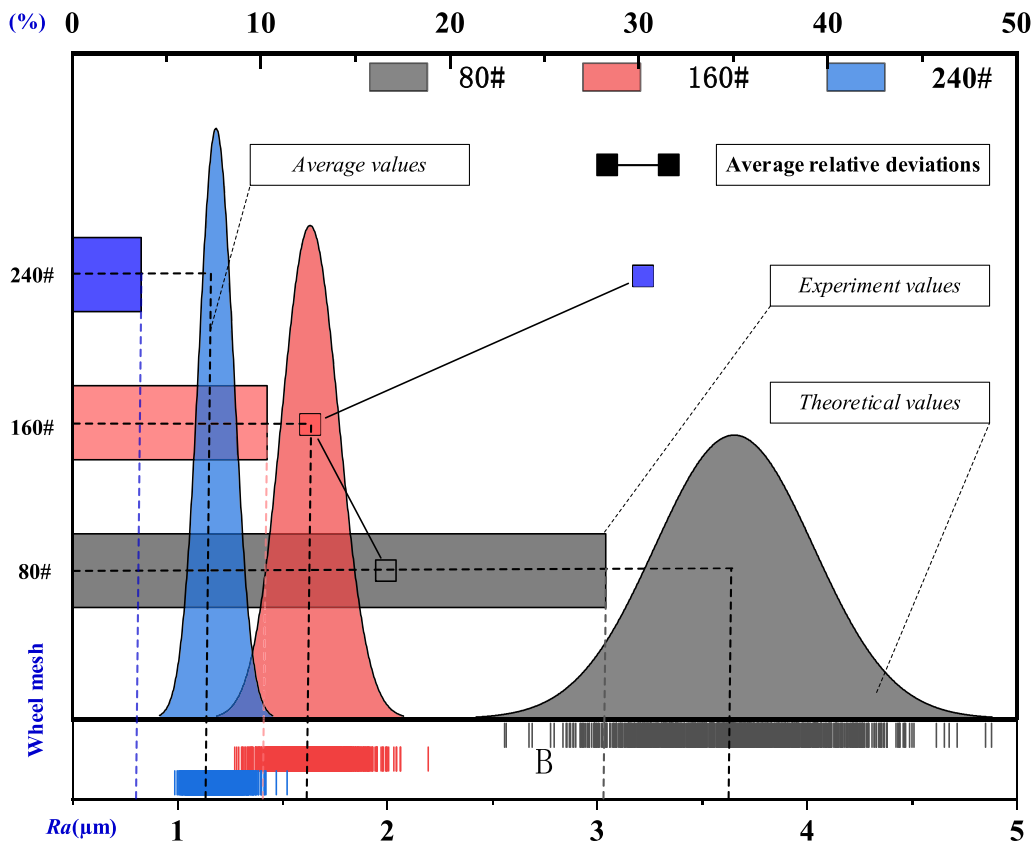 (%) 0 10 20 30 40 50
80# 160# 240#
Average values
Average relative deviations
240#
Experiment values
Theoretical values
160#
80#
Wheel mesh
B
Ra(μm) 1 2 3 4 5